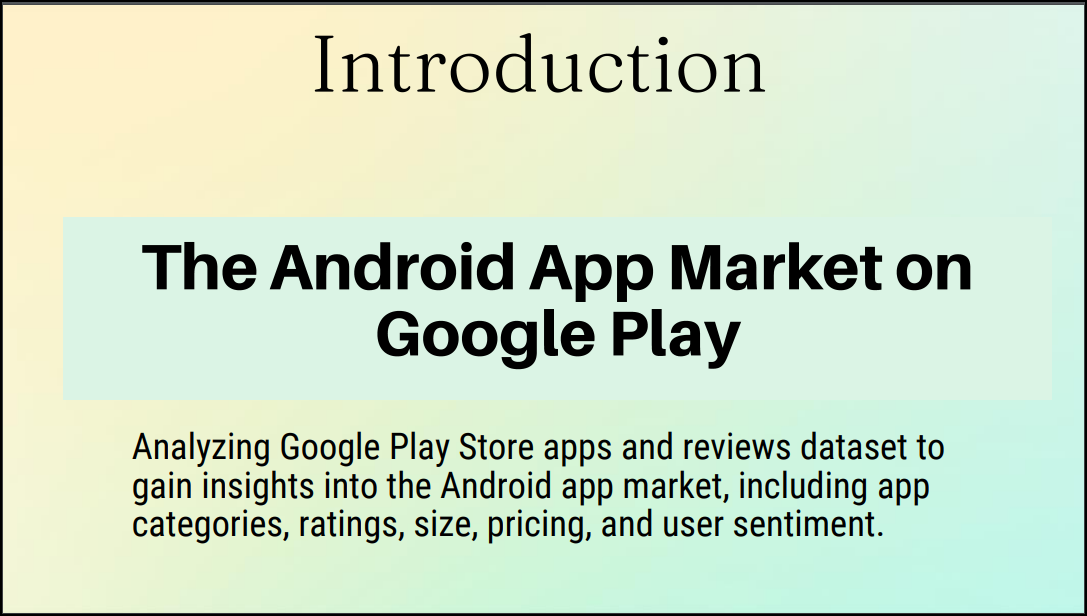 Introduction
The Android App Market on
Google Play
Analyzing Google Play Store apps and reviews dataset to
gain insights into the Android app market, including app
categories, ratings, size, pricing, and user sentiment.